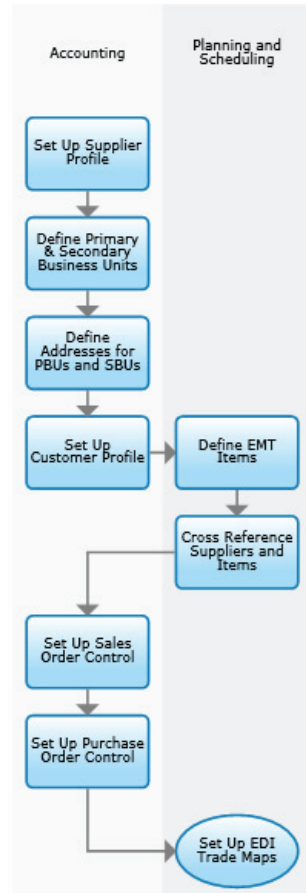 Accounting
Planning and
Scheduling
Set Up Supplier
Profile
Define Primary
& Secondary
Business Units
Define
Addresses for
PBUs and SBUs
Set Up
Customer Profile
Define EMT
Items
Cross Reference
Suppliers and
Items
Set Up Sales
Order Control
Set Up Purchase
Order Control
Set Up EDI
Trade Maps